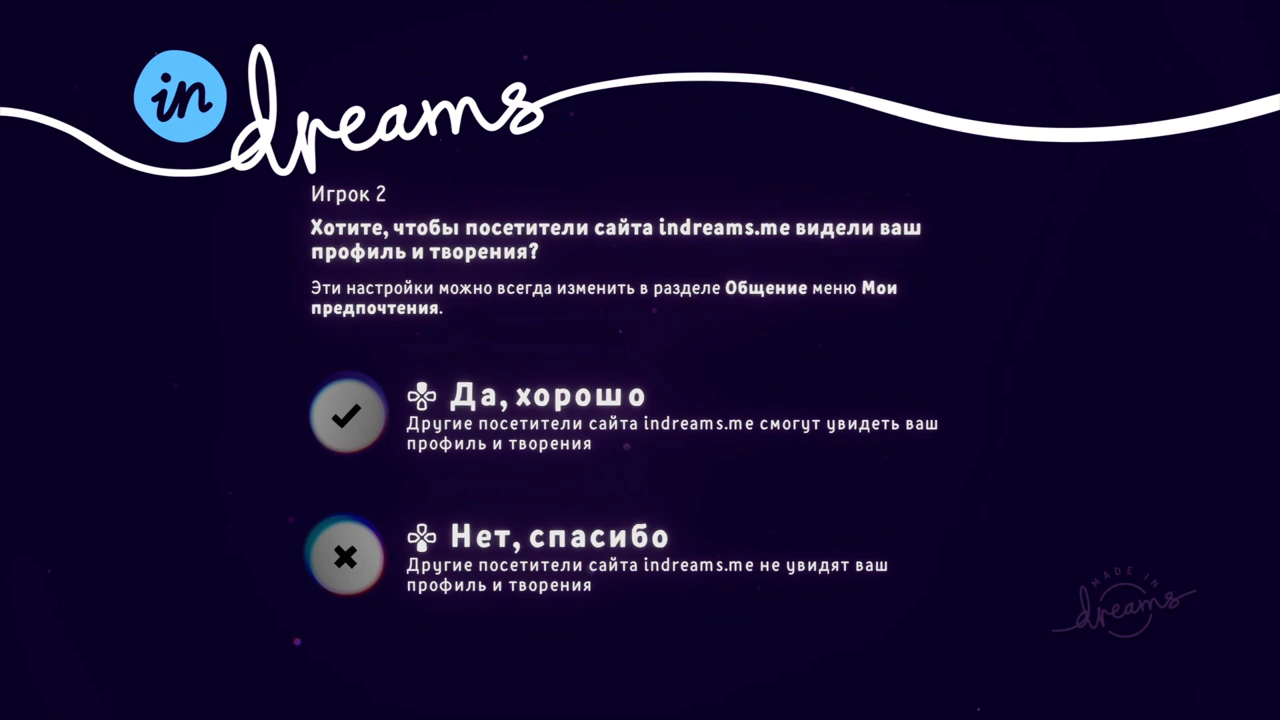 in dreams
Игрок 2
Хотите, чтобы посетители сайта indreams.me видели ваш
профиль и творения?
Эти настройки можно всегда изменить в разделе Общение меню Мои
предпочтения.
Да, хорошо
Другие посетители сайта indreams.me смогут увидеть ваш
профиль и творения
Нет, спасибо
Другие посетители сайта indreams.me не увидят ваш
профиль и творения
MADE IN
dreams